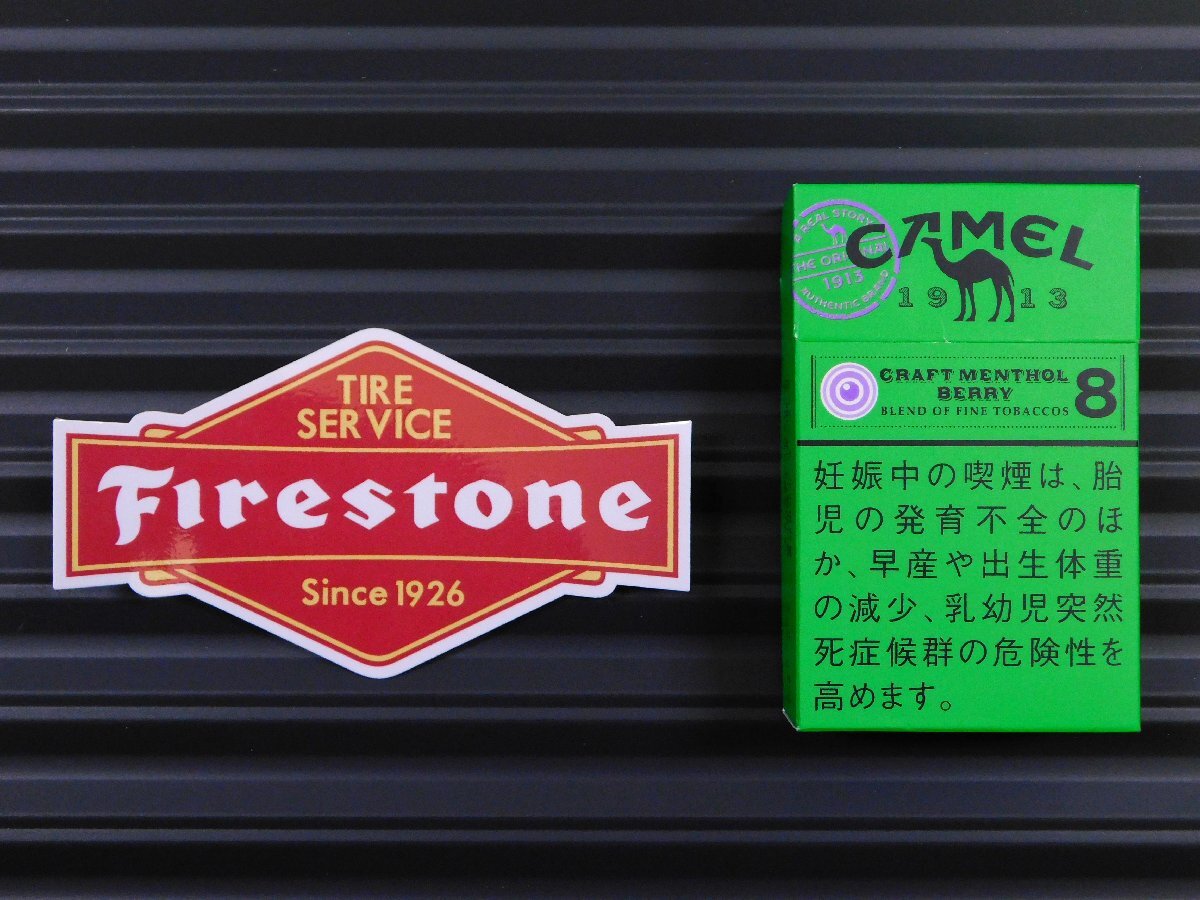 TIRE
SERVICE
Firestone
Since 1926
A REAL STORY
THE ORIGINAL
1913
AUTHENTIC BRAND
CAMEL
1913
CRAFT MENTHOL
BERRY
BLEND OF FINE TOBACCOS
8
妊娠中の喫煙は、胎
児の発育不全のほ
か、早産や出生体重
の減少、乳幼児突然
死症候群の危険性を
高めます。